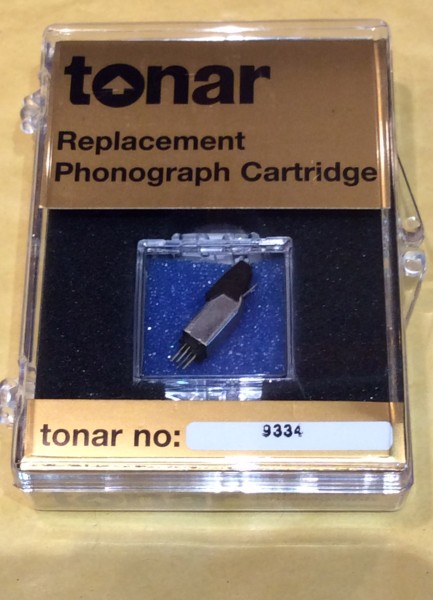 tonar
Replacement
Phonograph Cartridge
tonar no: 9334